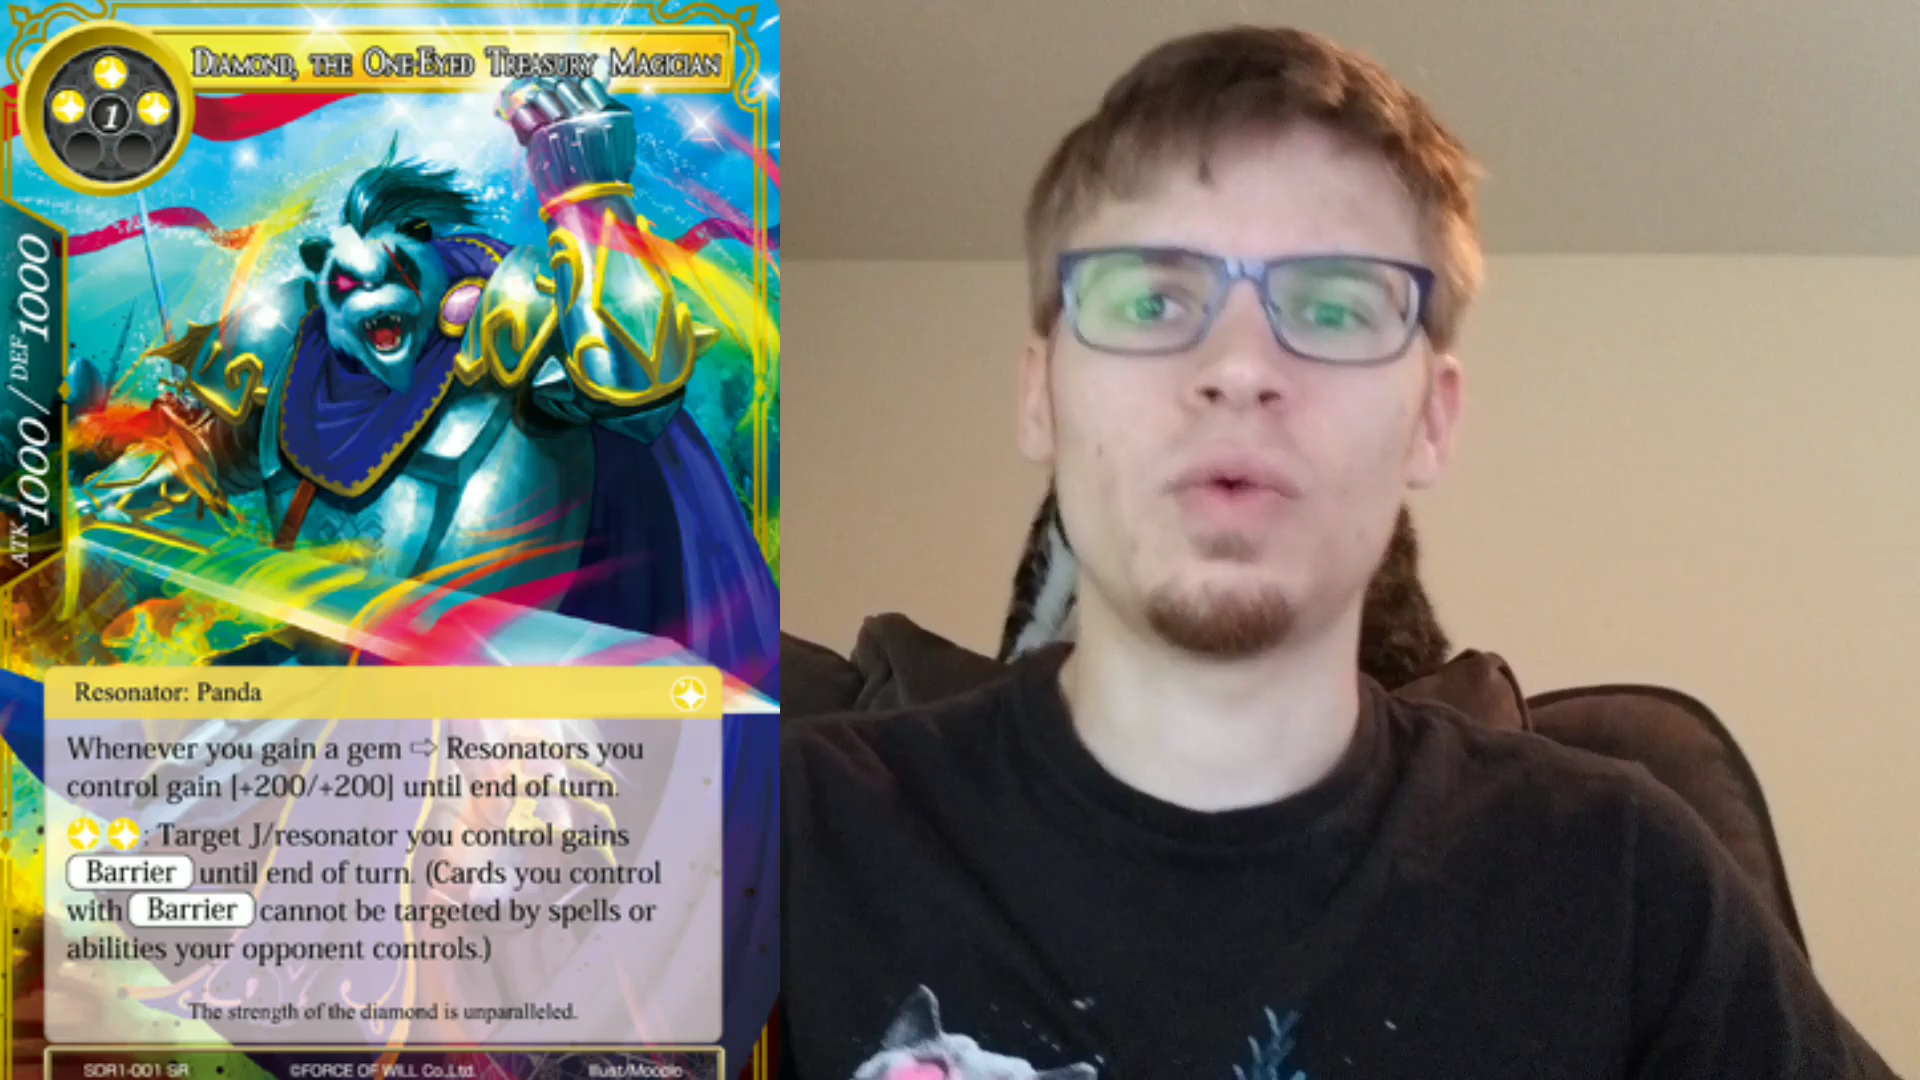 DIAMOND, THE ONE-EYED TREASURY MAGICIAN
1
ATK 1000 / DEF 1000
Resonator: Panda
Whenever you gain a gem ⇨ Resonators you
control gain [+200/+200] until end of turn.
: Target J/resonator you control gains
Barrier until end of turn. (Cards you control
with Barrier cannot be targeted by spells or
abilities your opponent controls.)
The strength of the diamond is unparalleled.
SDR1-001 SR ©FORCE OF WILL Co.,Ltd. Illust/Moopic